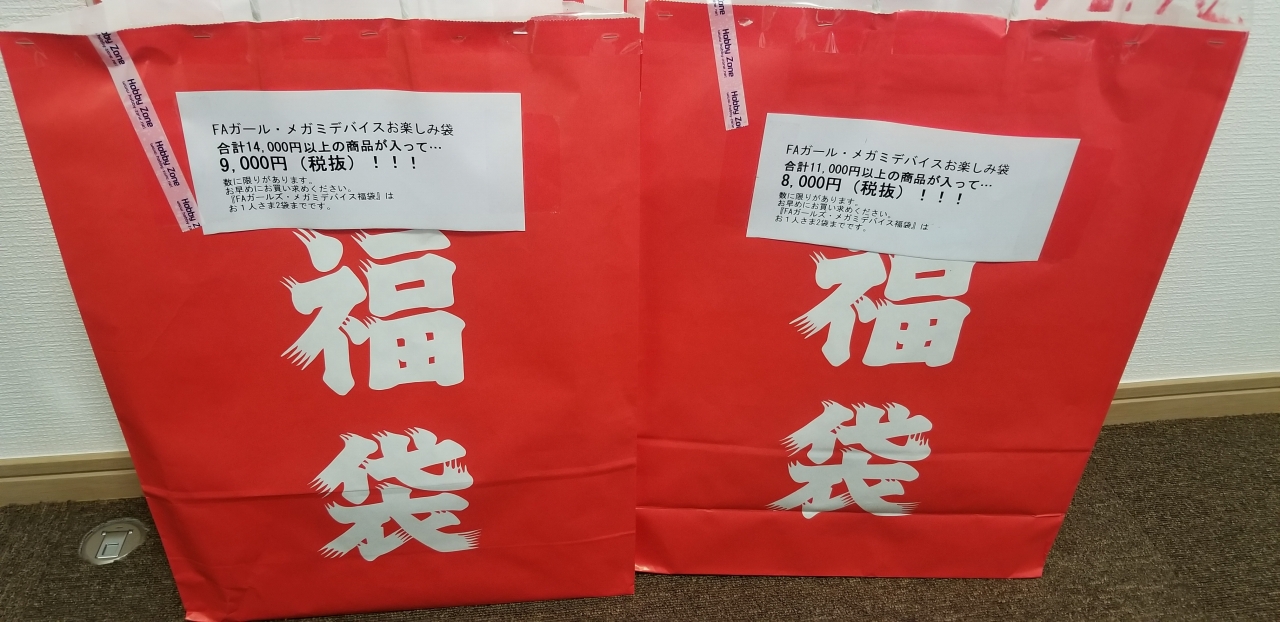 Hobby Zone
Hobby Zone
Hobby Zone
Hobby
FAガール・メガミデバイスお楽しみ袋
合計14,000円以上の商品が入って…
9,000円（税抜）！！！
数に限りがあります。
お早めにお買い求めください。
『FAガールズ・メガミデバイス福袋』は
お１人さま2袋までです。
福
袋
Hobby Zone
Hobby Zone
FAガール・メガミデバイスお楽しみ袋
合計11,000円以上の商品が入って…
8,000円（税抜）！！！
数に限りがあります。
お早めにお買い求めください。
『FAガールズ・メガミデバイス福袋』は
お１人さま2袋までです。
福
袋